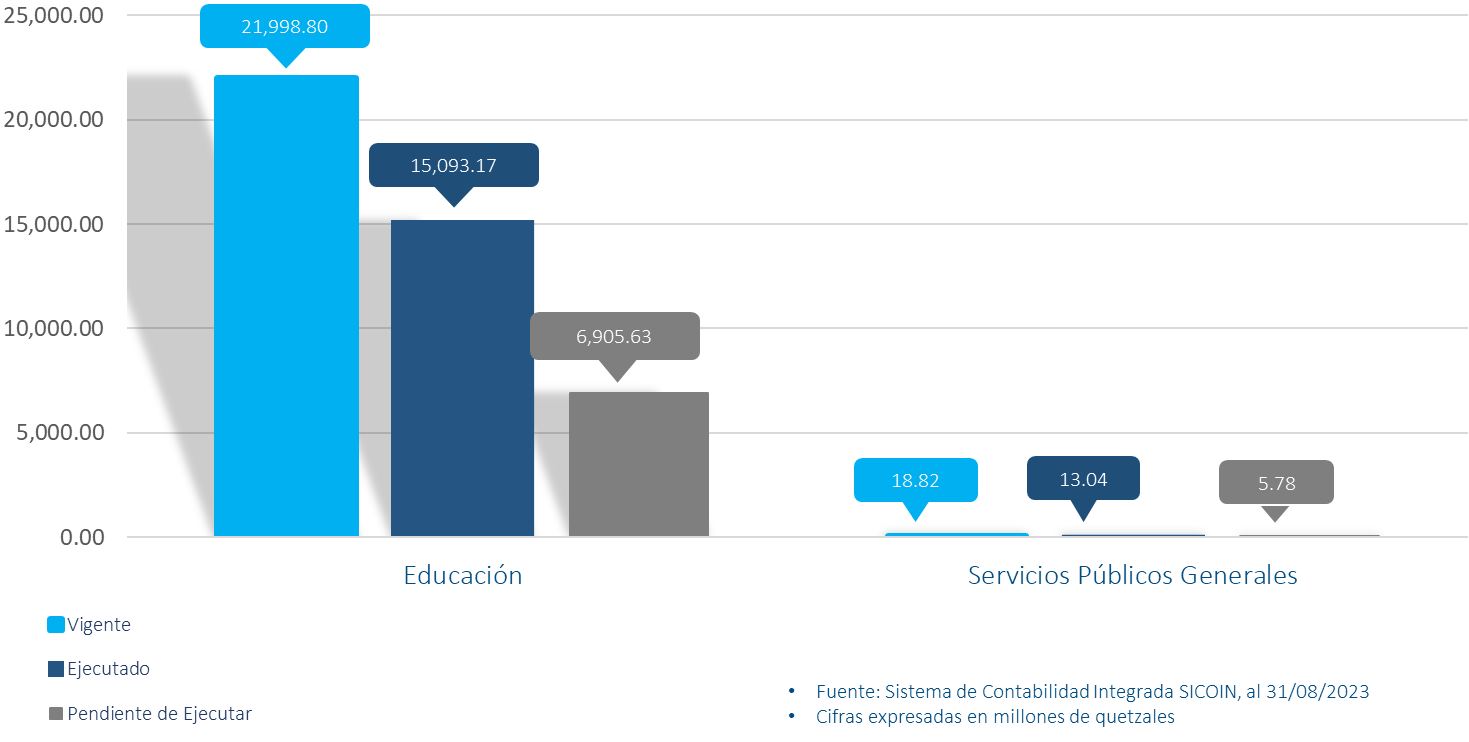 25,000.00
21,998.80
20,000.00
15,093.17
15,000.00
10,000.00
6,905.63
5,000.00
18.82
13.04
5.78
0.00
Educación
Servicios Públicos Generales
Vigente
Ejecutado
Pendiente de Ejecutar
• Fuente: Sistema de Contabilidad Integrada SICOIN, al 31/08/2023
• Cifras expresadas en millones de quetzales